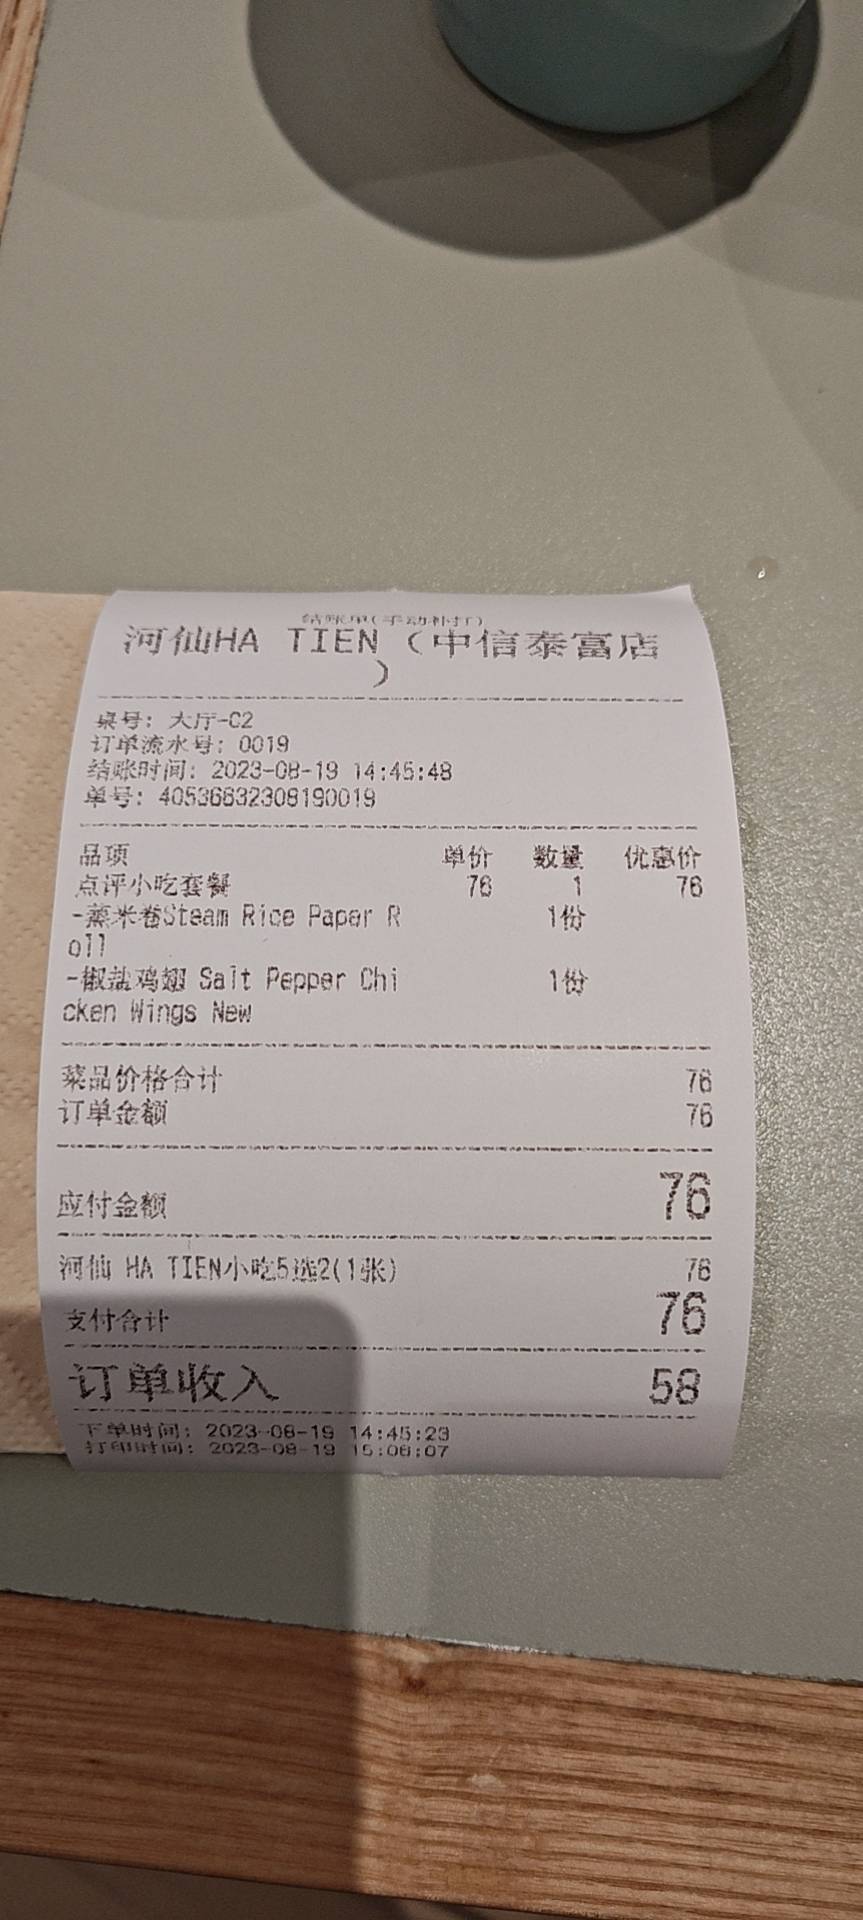 结账单(手动补打)
河仙HA TIEN（中信泰富店
）
桌号: 大厅-C2
订单流水号: 0019
结账时间: 2023-08-19 14:45:48
单号: 40536632308190019
品项 单价 数量 优惠价
点评小吃套餐 76 1 76
-蒸米卷Steam Rice Paper R 1份
oll
-椒盐鸡翅 Salt Pepper Chi 1份
cken Wings New
菜品价格合计 76
订单金额 76
应付金额 76
河仙 HA TIEN小吃5选2(1张) 76
支付合计 76
订单收入 58
下单时间: 2023-08-19 14:45:23
打印时间: 2023-08-19 15:08:07